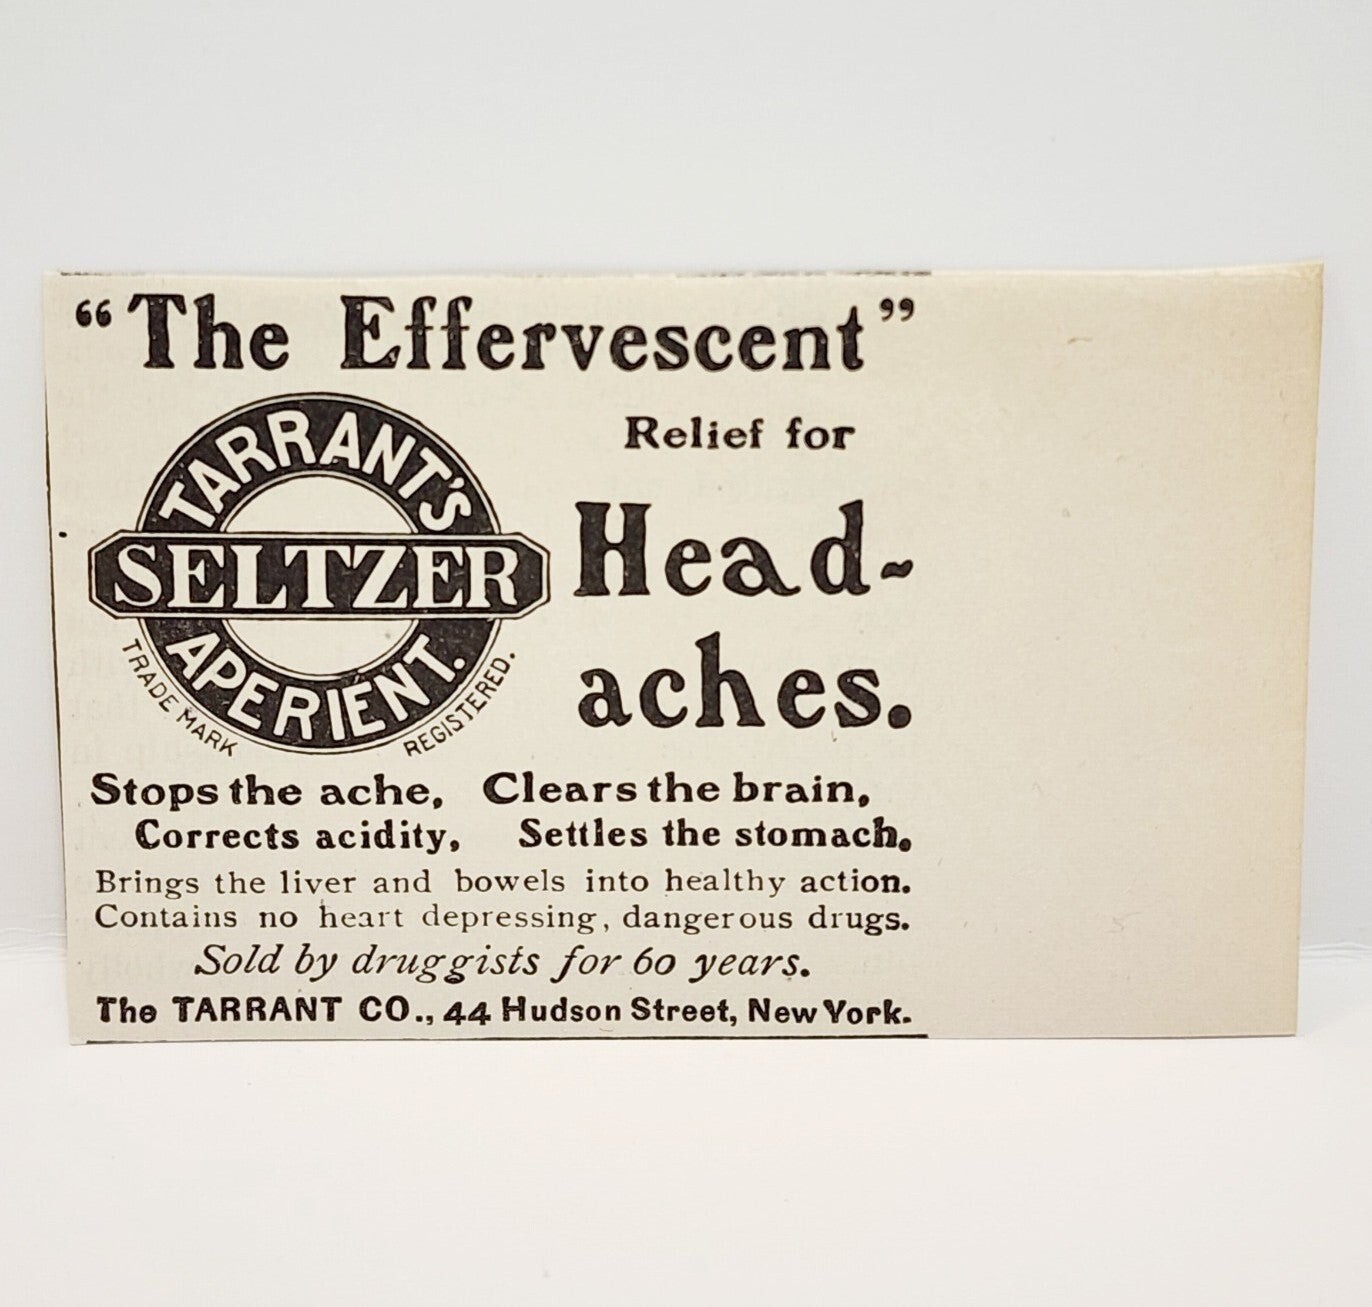 "The Effervescent"
TARRANT'S
SELTZER
APERIENT.
TRADE MARK
REGISTERED.
Relief for
Head-
aches.
Stops the ache, Clears the brain,
Corrects acidity, Settles the stomach.
Brings the liver and bowels into healthy action.
Contains no heart depressing, dangerous drugs.
Sold by druggists for 60 years.
The TARRANT CO., 44 Hudson Street, New York.